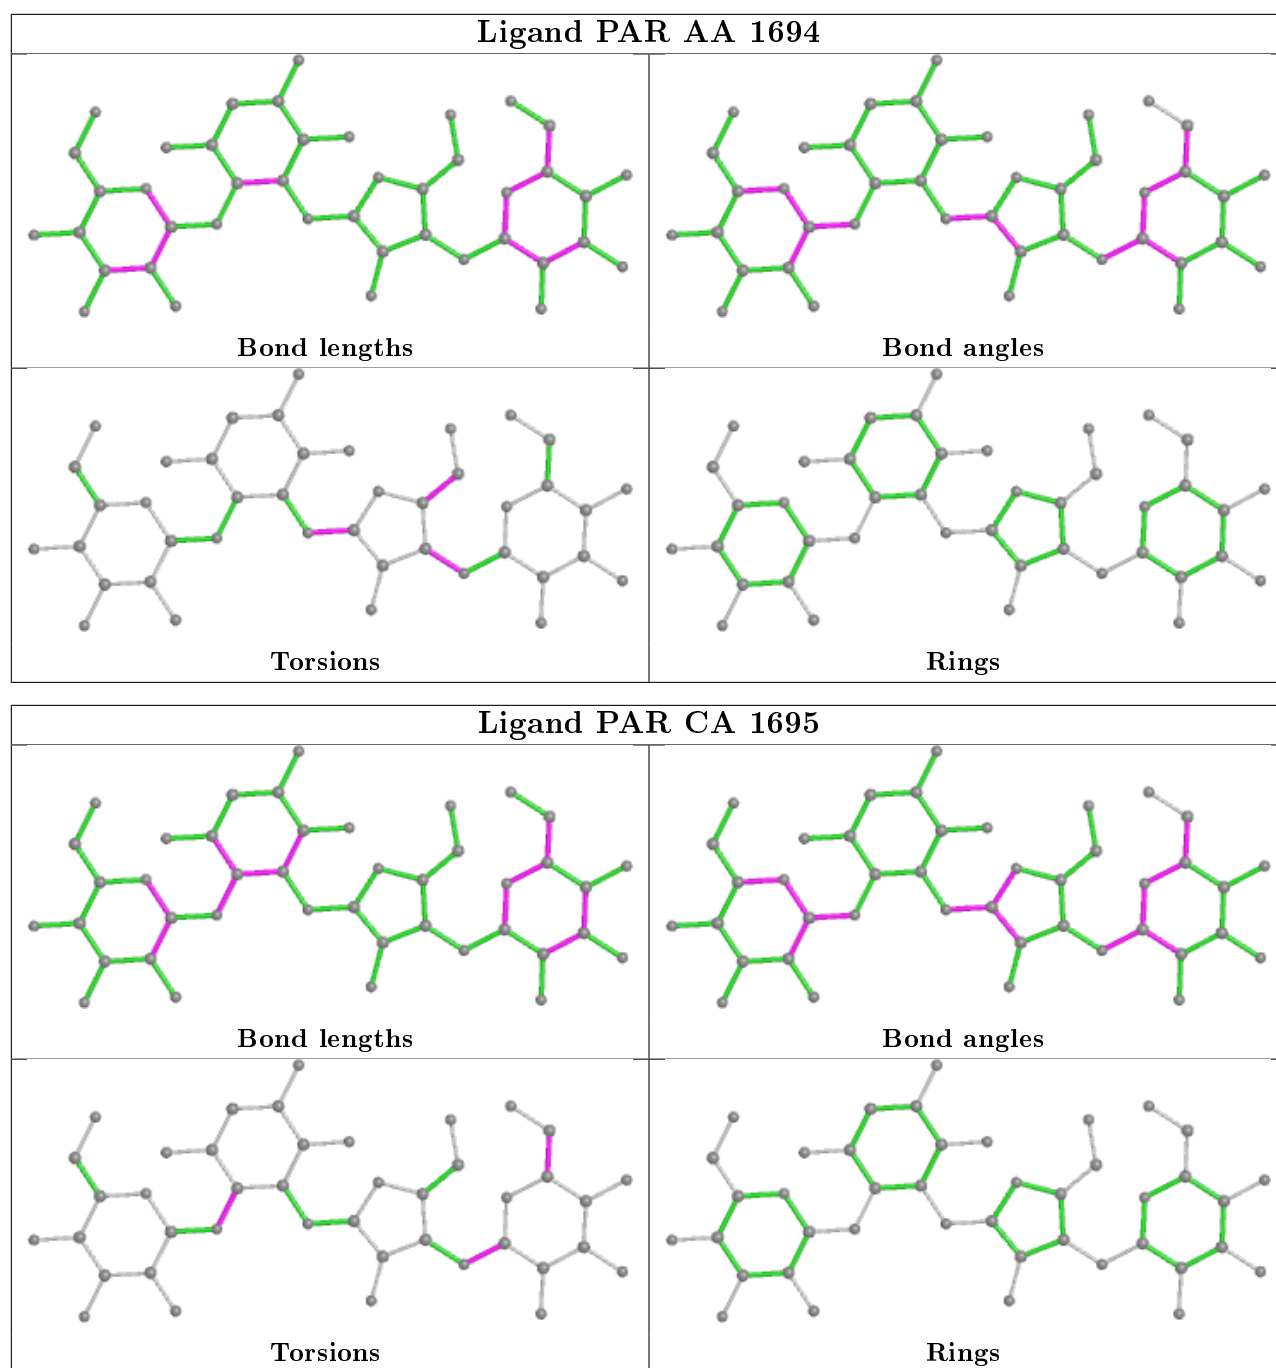 Ligand PAR AA 1694
Bond lengths
Bond angles
Torsions
Rings
Ligand PAR CA 1695
Bond lengths
Bond angles
Torsions
Rings